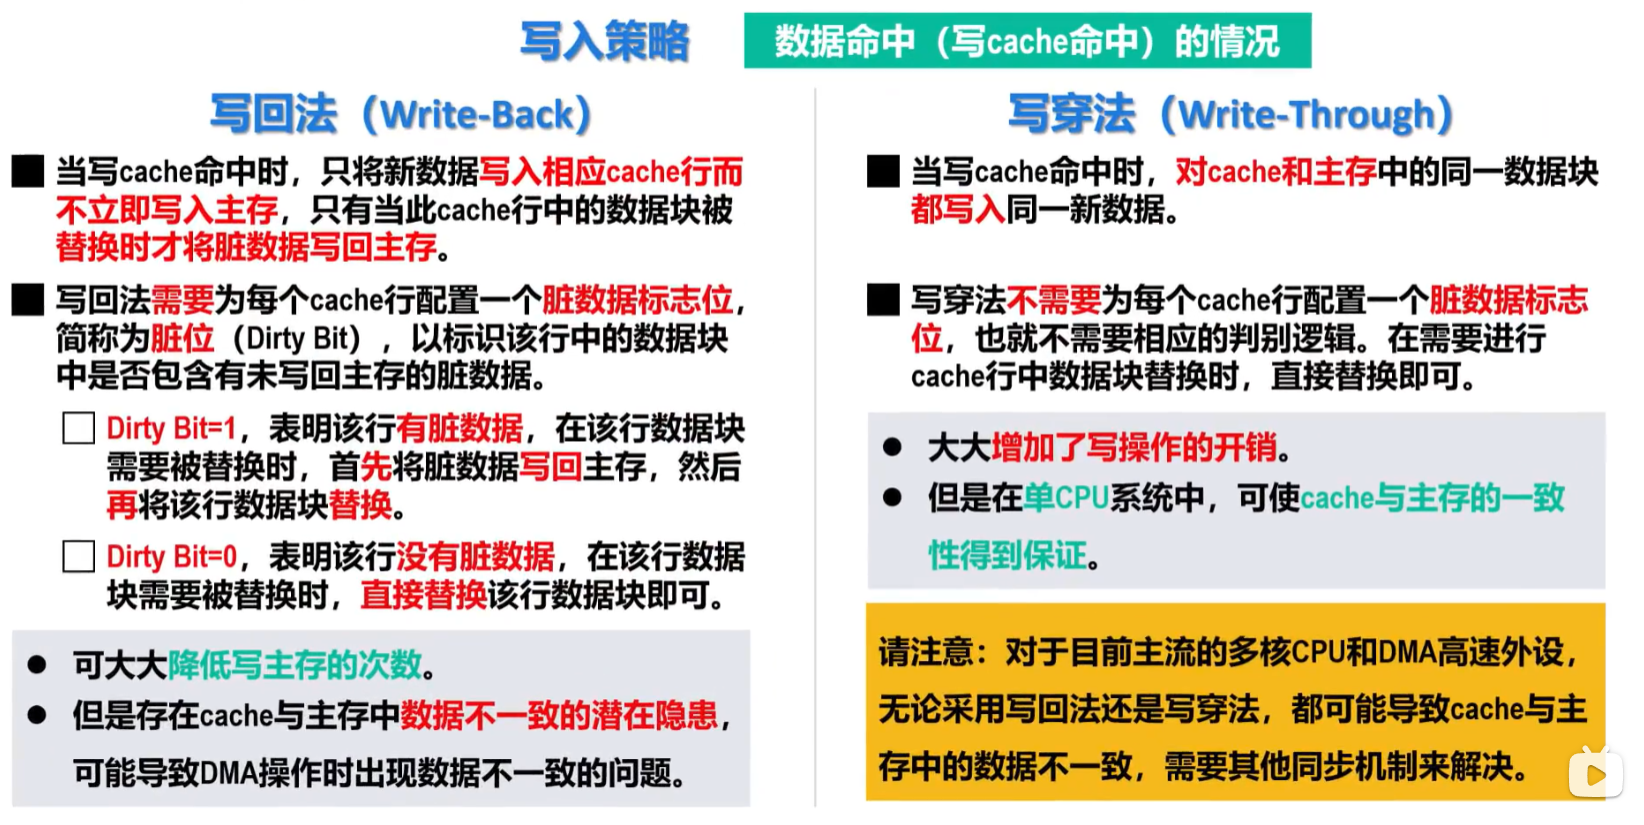 写入策略
数据命中（写cache命中）的情况
写回法（Write-Back）
当写cache命中时，只将新数据写入相应cache行而
不立即写入主存，只有当此cache行中的数据块被
替换时才将脏数据写回主存。
写回法需要为每个cache行配置一个脏数据标志位，
简称为脏位（Dirty Bit），以标识该行中的数据块
中是否包含有未写回主存的脏数据。
Dirty Bit=1，表明该行有脏数据，在该行数据块
需要被替换时，首先将脏数据写回主存，然后
再将该行数据块替换。
Dirty Bit=0，表明该行没有脏数据，在该行数据
块需要被替换时，直接替换该行数据块即可。
可大大降低写主存的次数。
但是存在cache与主存中数据不一致的潜在隐患，
可能导致DMA操作时出现数据不一致的问题。
写穿法（Write-Through）
当写cache命中时，对cache和主存中的同一数据块
都写入同一新数据。
写穿法不需要为每个cache行配置一个脏数据标志
位，也就不需要相应的判别逻辑。在需要进行
cache行中数据块替换时，直接替换即可。
大大增加了写操作的开销。
但是在单CPU系统中，可使cache与主存的一致
性得到保证。
请注意：对于目前主流的多核CPU和DMA高速外设，
无论采用写回法还是写穿法，都可能导致cache与主
存中的数据不一致，需要其他同步机制来解决。